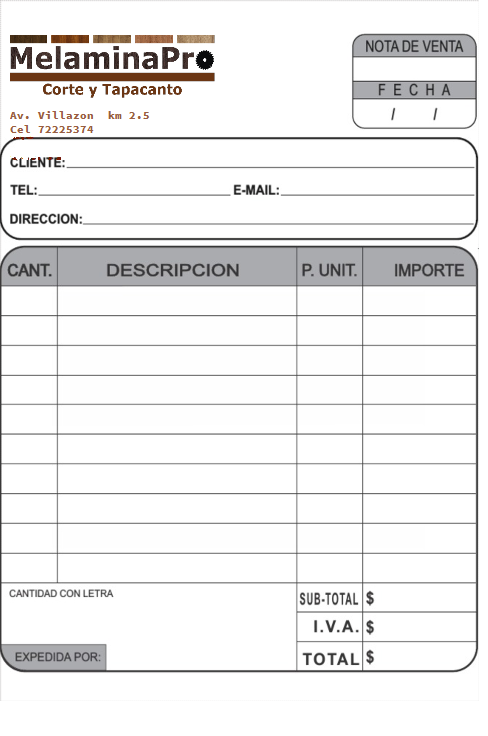 MelaminaPro
Corte y Tapacanto
Av. Villazon km 2.5
Cel 72225374
NOTA DE VENTA
FECHA
/ /
CLIENTE:
TEL: E-MAIL:
DIRECCION:
CANT. DESCRIPCION P. UNIT. IMPORTE
CANTIDAD CON LETRA
SUB-TOTAL $
I.V.A. $
EXPEDIDA POR:
TOTAL $